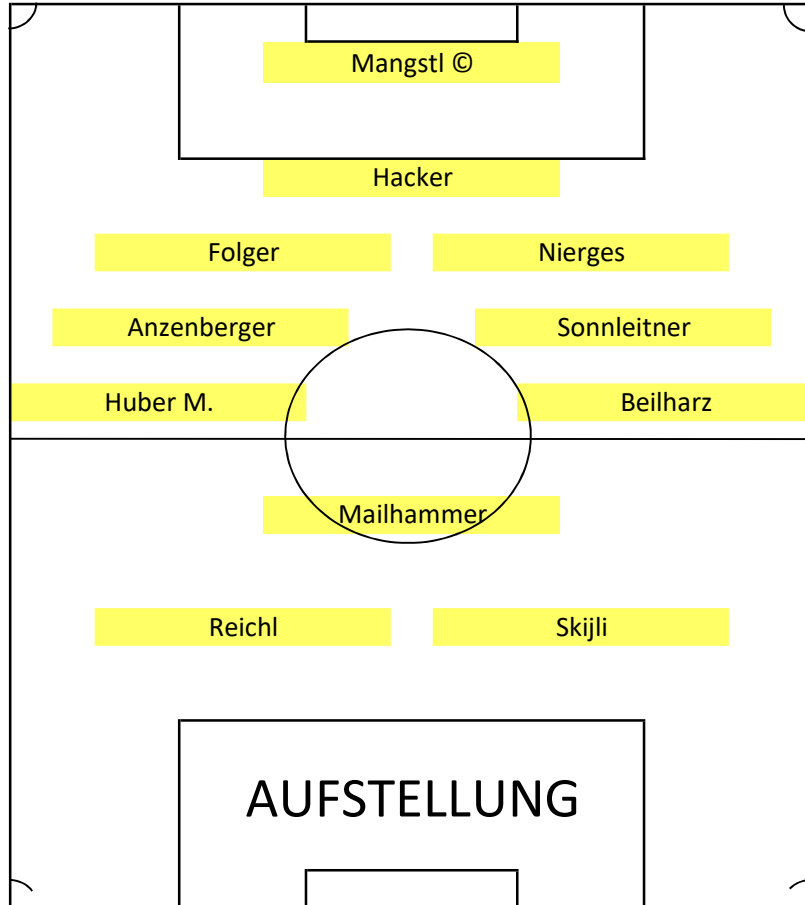 Mangstl ©
Hacker
Folger Nierges
Anzenberger Sonnleitner
Huber M. Beilharz
Mailhammer
Reichl Skijli
AUFSTELLUNG